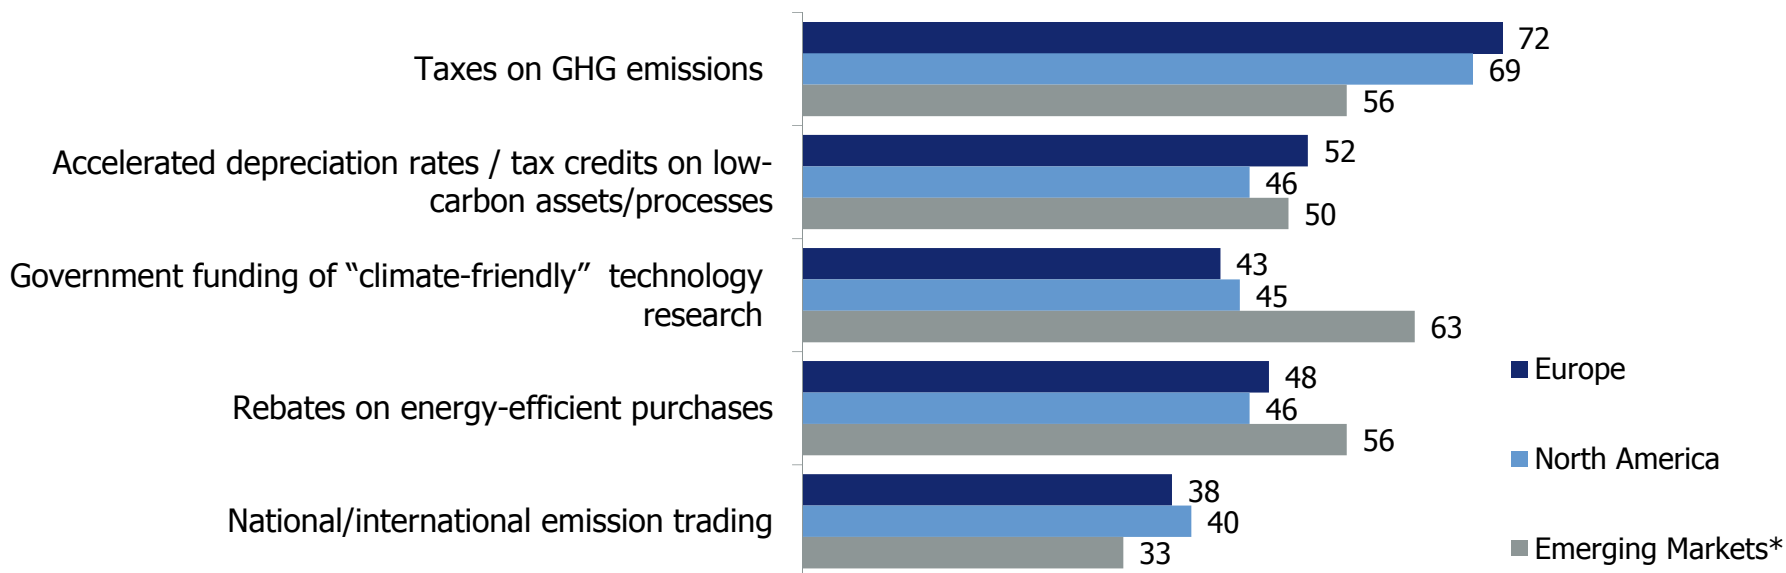 Taxes on GHG emissions
72
69
56
Accelerated depreciation rates / tax credits on low-
carbon assets/processes
52
46
50
Government funding of “climate-friendly”  technology
research
43
45
63
Rebates on energy-efficient purchases
48
46
56
National/international emission trading
38
40
33
Europe
North America
Emerging Markets*